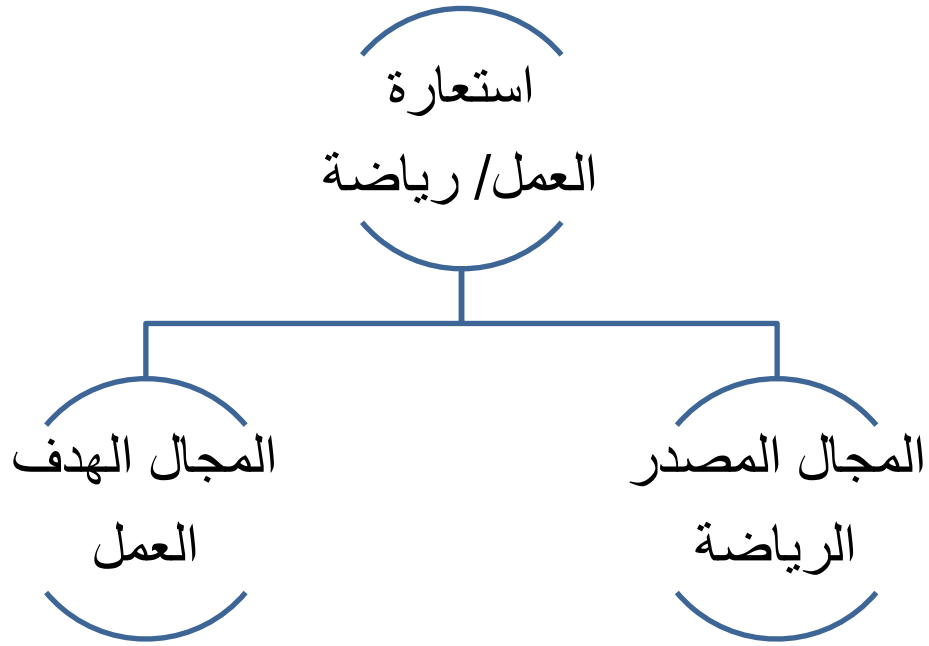 استعارة
العمل/ رياضة
المجال المصدر
الرياضة
المجال الهدف
العمل